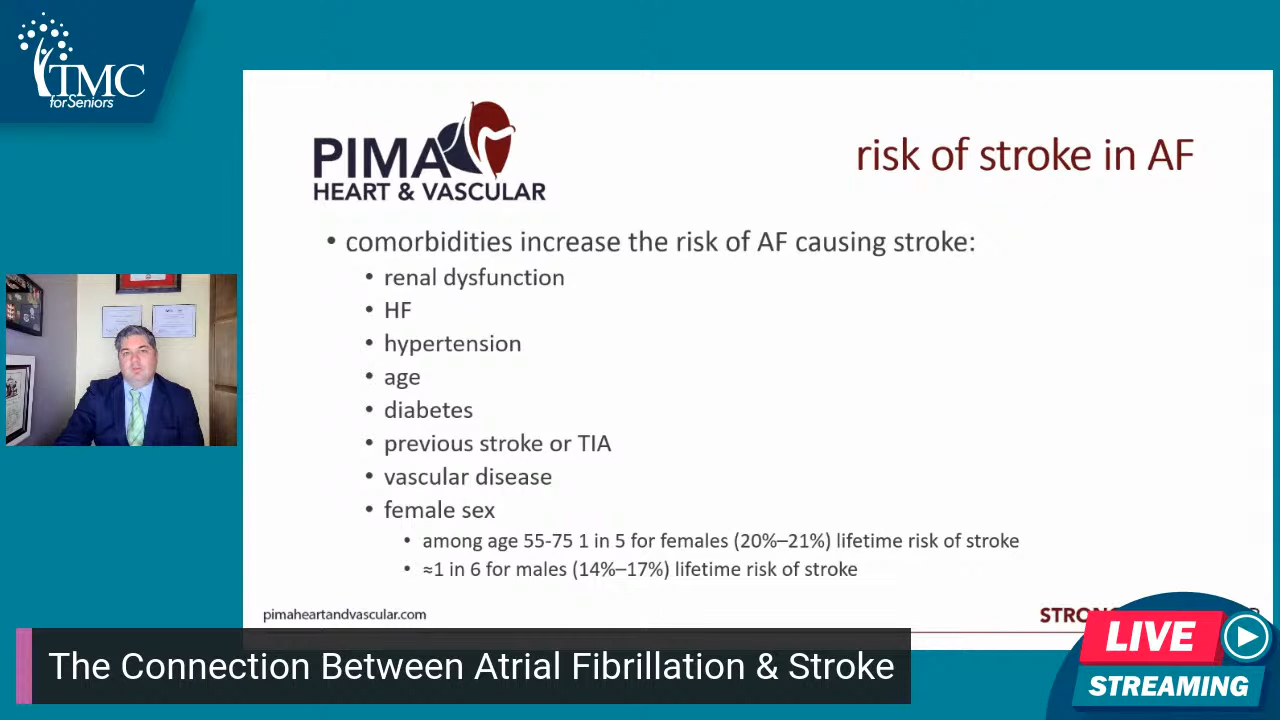 TMC
for Seniors
PIMA
HEART & VASCULAR
risk of stroke in AF
• comorbidities increase the risk of AF causing stroke:
• renal dysfunction
• HF
• hypertension
• age
• diabetes
• previous stroke or TIA
• vascular disease
• female sex
• among age 55-75 1 in 5 for females (20%–21%) lifetime risk of stroke
• ≈1 in 6 for males (14%–17%) lifetime risk of stroke
pimaheartandvascular.com
The Connection Between Atrial Fibrillation & Stroke
LIVE
STREAMING